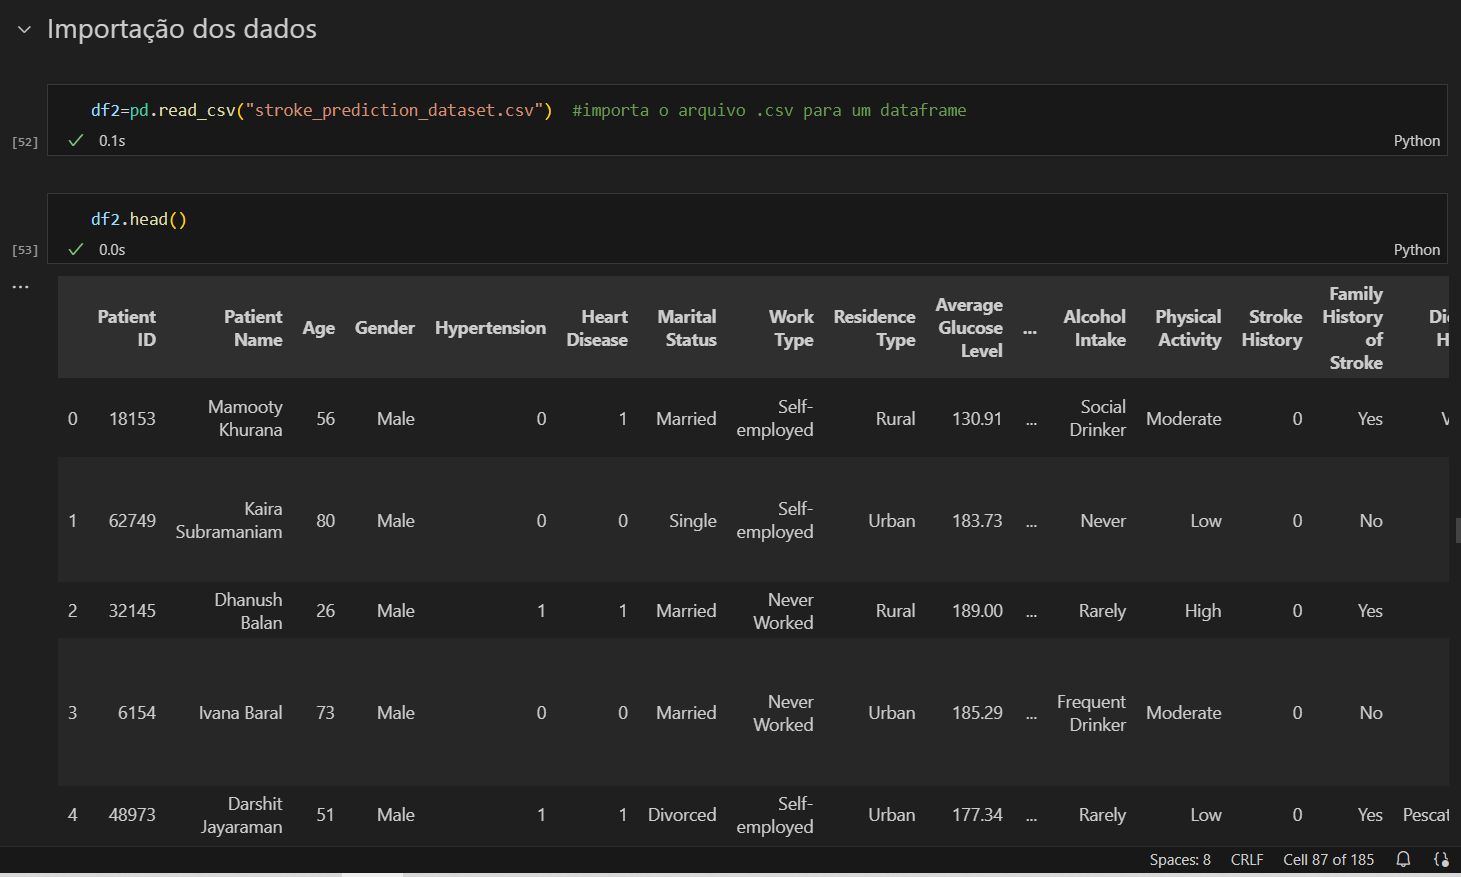 Importação dos dados
df2=pd.read_csv("stroke_prediction_dataset.csv")  #importa o arquivo .csv para um dataframe
[52] 0.1s Python
df2.head()
[53] 0.0s Python
...
Patient ID Patient Name Age Gender Hypertension Heart Disease Marital Status Work Type Residence Type Average Glucose Level ... Alcohol Intake Physical Activity Stroke History Family History of Stroke
0 18153 Mamooty Khurana 56 Male 0 1 Married Self-employed Rural 130.91 ... Social Drinker Moderate 0 Yes V
1 62749 Kaira Subramaniam 80 Male 0 0 Single Self-employed Urban 183.73 ... Never Low 0 No
2 32145 Dhanush Balan 26 Male 1 1 Married Never Worked Rural 189.00 ... Rarely High 0 Yes
3 6154 Ivana Baral 73 Male 0 0 Married Never Worked Urban 185.29 ... Frequent Drinker Moderate 0 No
4 48973 Darshit Jayaraman 51 Male 1 1 Divorced Self-employed Urban 177.34 ... Rarely Low 0 Yes Pescat
Spaces: 8 CRLF Cell 87 of 185